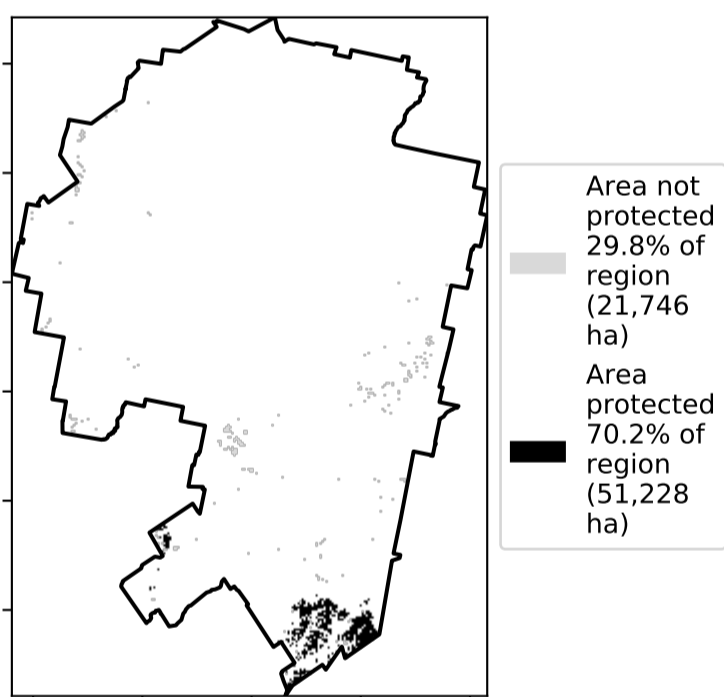 Area not
protected
29.8% of
region
(21,746
ha)
Area
protected
70.2% of
region
(51,228
ha)